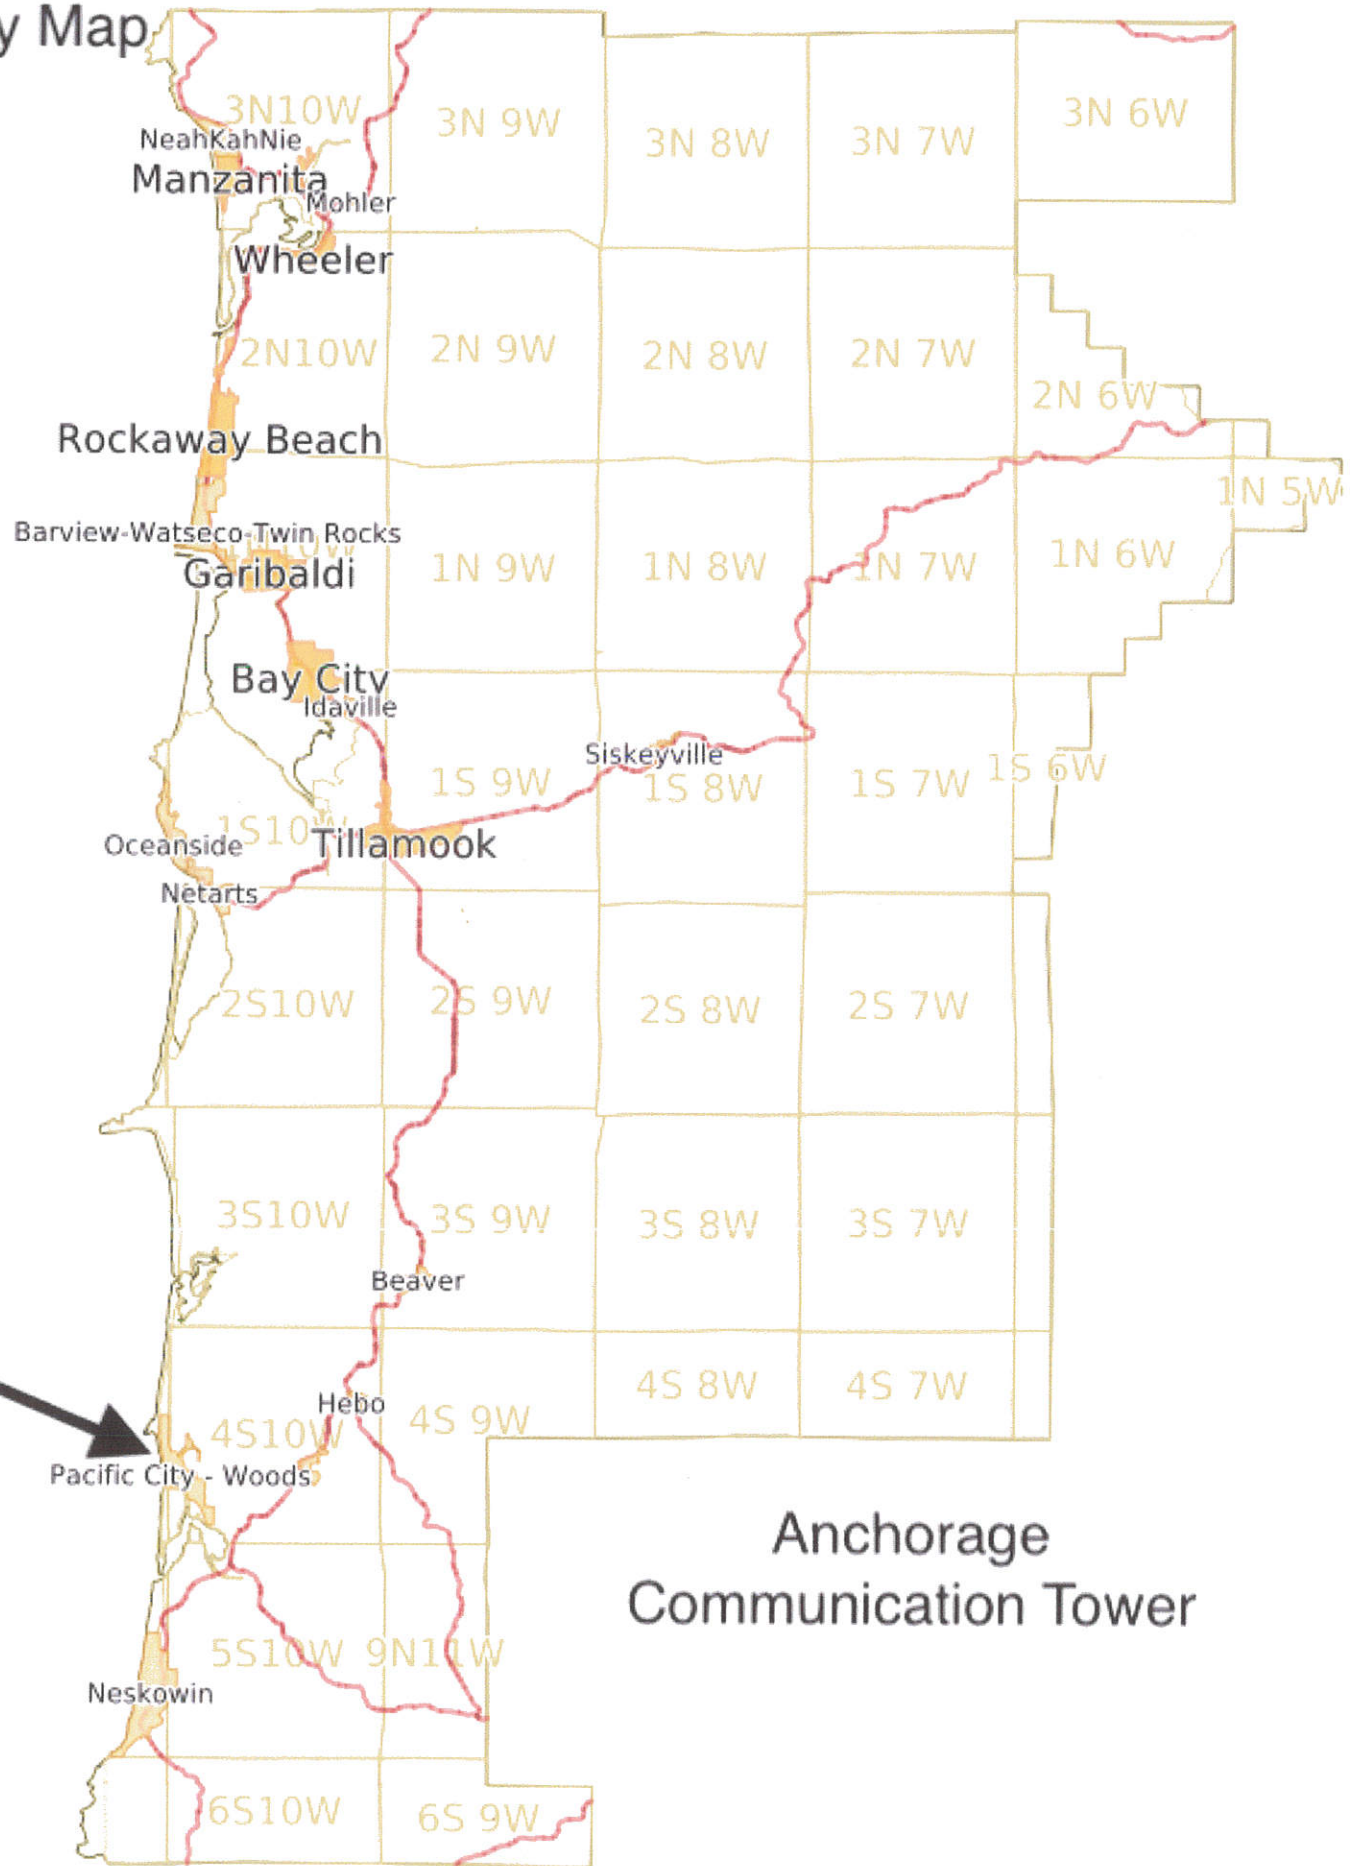 y Map
3N10W
3N 9W
3N 8W
3N 7W
3N 6W
NeahKahNie
Manzanita
Mohler
Wheeler
2N10W
2N 9W
2N 8W
2N 7W
2N 6W
Rockaway Beach
1N 5W
Barview-Watseco-Twin Rocks
1N10W
Garibaldi
1N 9W
1N 8W
1N 7W
1N 6W
Bay City
Idaville
Siskeyville
1S 9W
1S 8W
1S 7W
1S 6W
1S10W
Oceanside
Tillamook
Netarts
2S10W
2S 9W
2S 8W
2S 7W
3S10W
3S 9W
3S 8W
3S 7W
Beaver
4S 8W
4S 7W
Hebo
4S10W
4S 9W
Pacific City - Woods
Anchorage
Communication Tower
5S10W
9N11W
Neskowin
6S10W
6S 9W